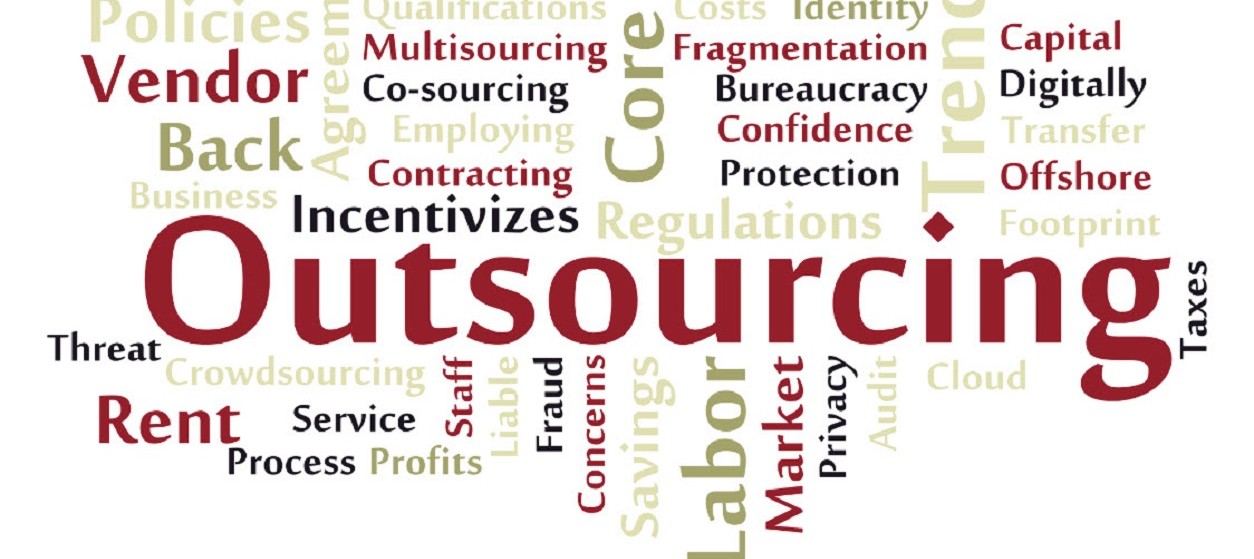 Policies
Agreem
Qualifications
Core
Costs
Identity
Trend
Capital
Vendor
Multisourcing
Fragmentation
Digitally
Co-sourcing
Bureaucracy
Back
Employing
Confidence
Transfer
Contracting
Protection
Offshore
Business
Incentivizes
Regulations
Footprint
Outsourcing
Taxes
Threat
Crowdsourcing
Staff
Liable
Fraud
Concerns
Savings
Labor
Market
Privacy
Audit
Cloud
Rent
Service
Process
Profits